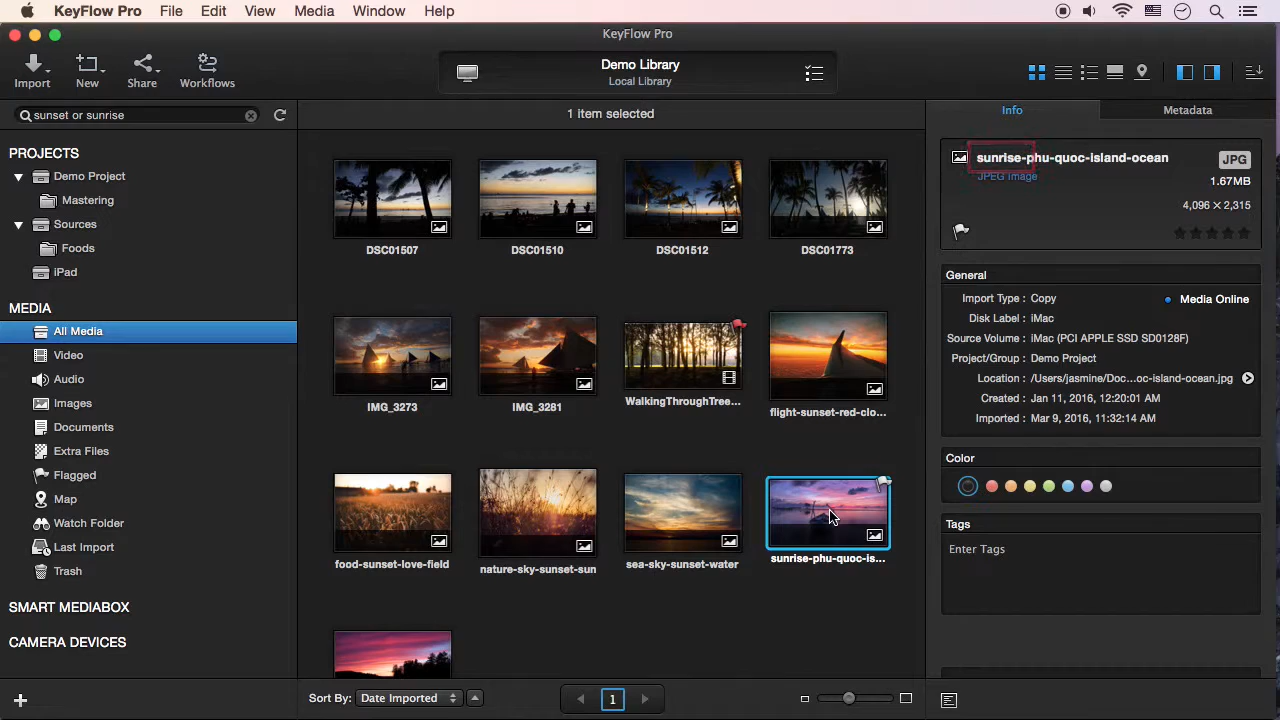 KeyFlow Pro File Edit View Media Window Help
KeyFlow Pro
Import New Share Workflows
Demo Library
Local Library
sunset or sunrise
1 item selected
Info Metadata
PROJECTS
Demo Project
Mastering
Sources
Foods
iPad
MEDIA
All Media
Video
Audio
Images
Documents
Extra Files
Flagged
Map
Watch Folder
Last Import
Trash
SMART MEDIABOX
CAMERA DEVICES
DSC01507 DSC01510 DSC01512 DSC01773
IMG_3273 IMG_3281 WalkingThroughTree... flight-sunset-red-clo...
food-sunset-love-field nature-sky-sunset-sun sea-sky-sunset-water sunrise-phu-quoc-is...
Sort By: Date Imported
1
sunrise-phu-quoc-island-ocean JPG
JPEG image
1.67MB
4,096 × 2,315
General
Import Type : Copy Media Online
Disk Label : iMac
Source Volume : iMac (PCI APPLE SSD SD0128F)
Project/Group : Demo Project
Location : /Users/jasmine/Doc...oc-island-ocean.jpg
Created : Jan 11, 2016, 12:20:01 AM
Imported : Mar 9, 2016, 11:32:14 AM
Color
Tags
Enter Tags